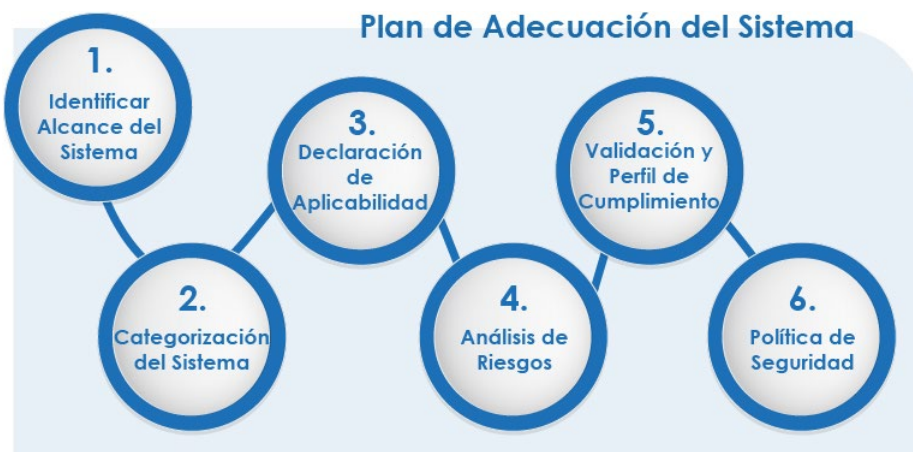 Plan de Adecuación del Sistema
1.
Identificar
Alcance del
Sistema
2.
Categorización
del Sistema
3.
Declaración
de
Aplicabilidad
4.
Análisis de
Riesgos
5.
Validación y
Perfil de
Cumplimiento
6.
Política de
Seguridad